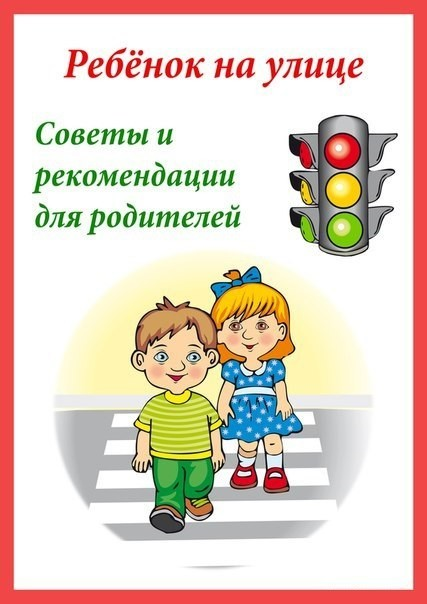 Ребёнок на улице
Советы и
рекомендации
для родителей